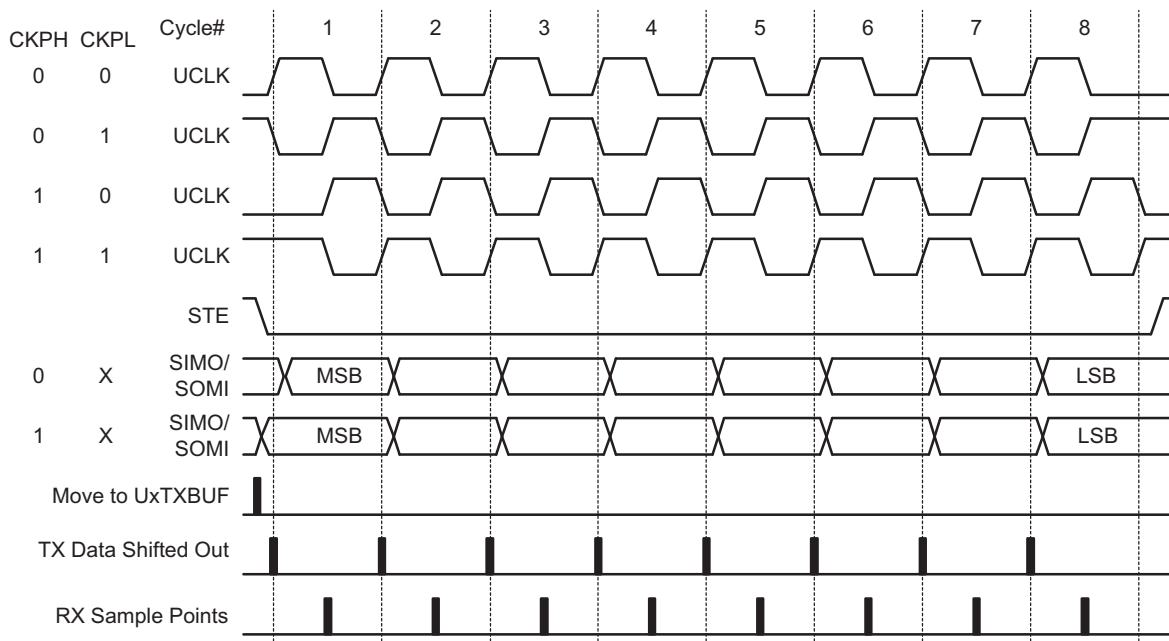 CKPH CKPL Cycle# 1 2 3 4 5 6 7 8
0 0 UCLK
0 1 UCLK
1 0 UCLK
1 1 UCLK
STE
0 X SIMO/
SOMI MSB LSB
1 X SIMO/
SOMI MSB LSB
Move to UxTXBUF
TX Data Shifted Out
RX Sample Points